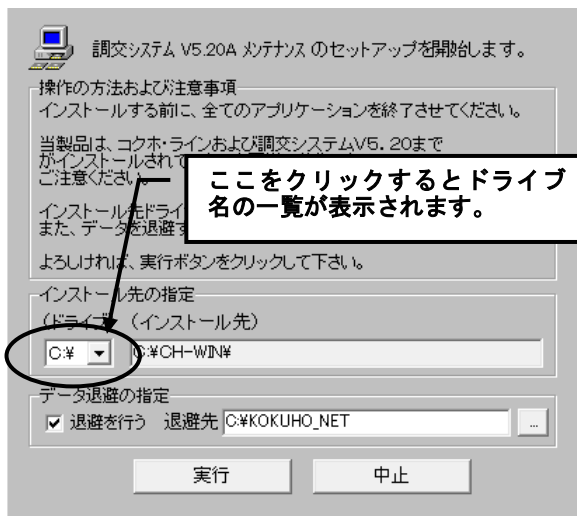 調交システム V5.20A メンテナンス のセットアップを開始します。
操作の方法および注意事項
インストールする前に、全てのアプリケーションを終了させてください。
当製品は、コクホ・ラインおよび調交システムV5．20まで
がインストールされて
ご注意ください。
ここをクリックするとドライブ
名の一覧が表示されます。
インストール先ドライ
また、データを退避す
よろしければ、実行ボタンをクリックして下さい。
インストール先の指定
(ドライブ) (インストール先)
C:¥
C:¥CH-WIN¥
データ退避の指定
退避を行う 退避先 C:¥KOKUHO_NET ...
実行 中止